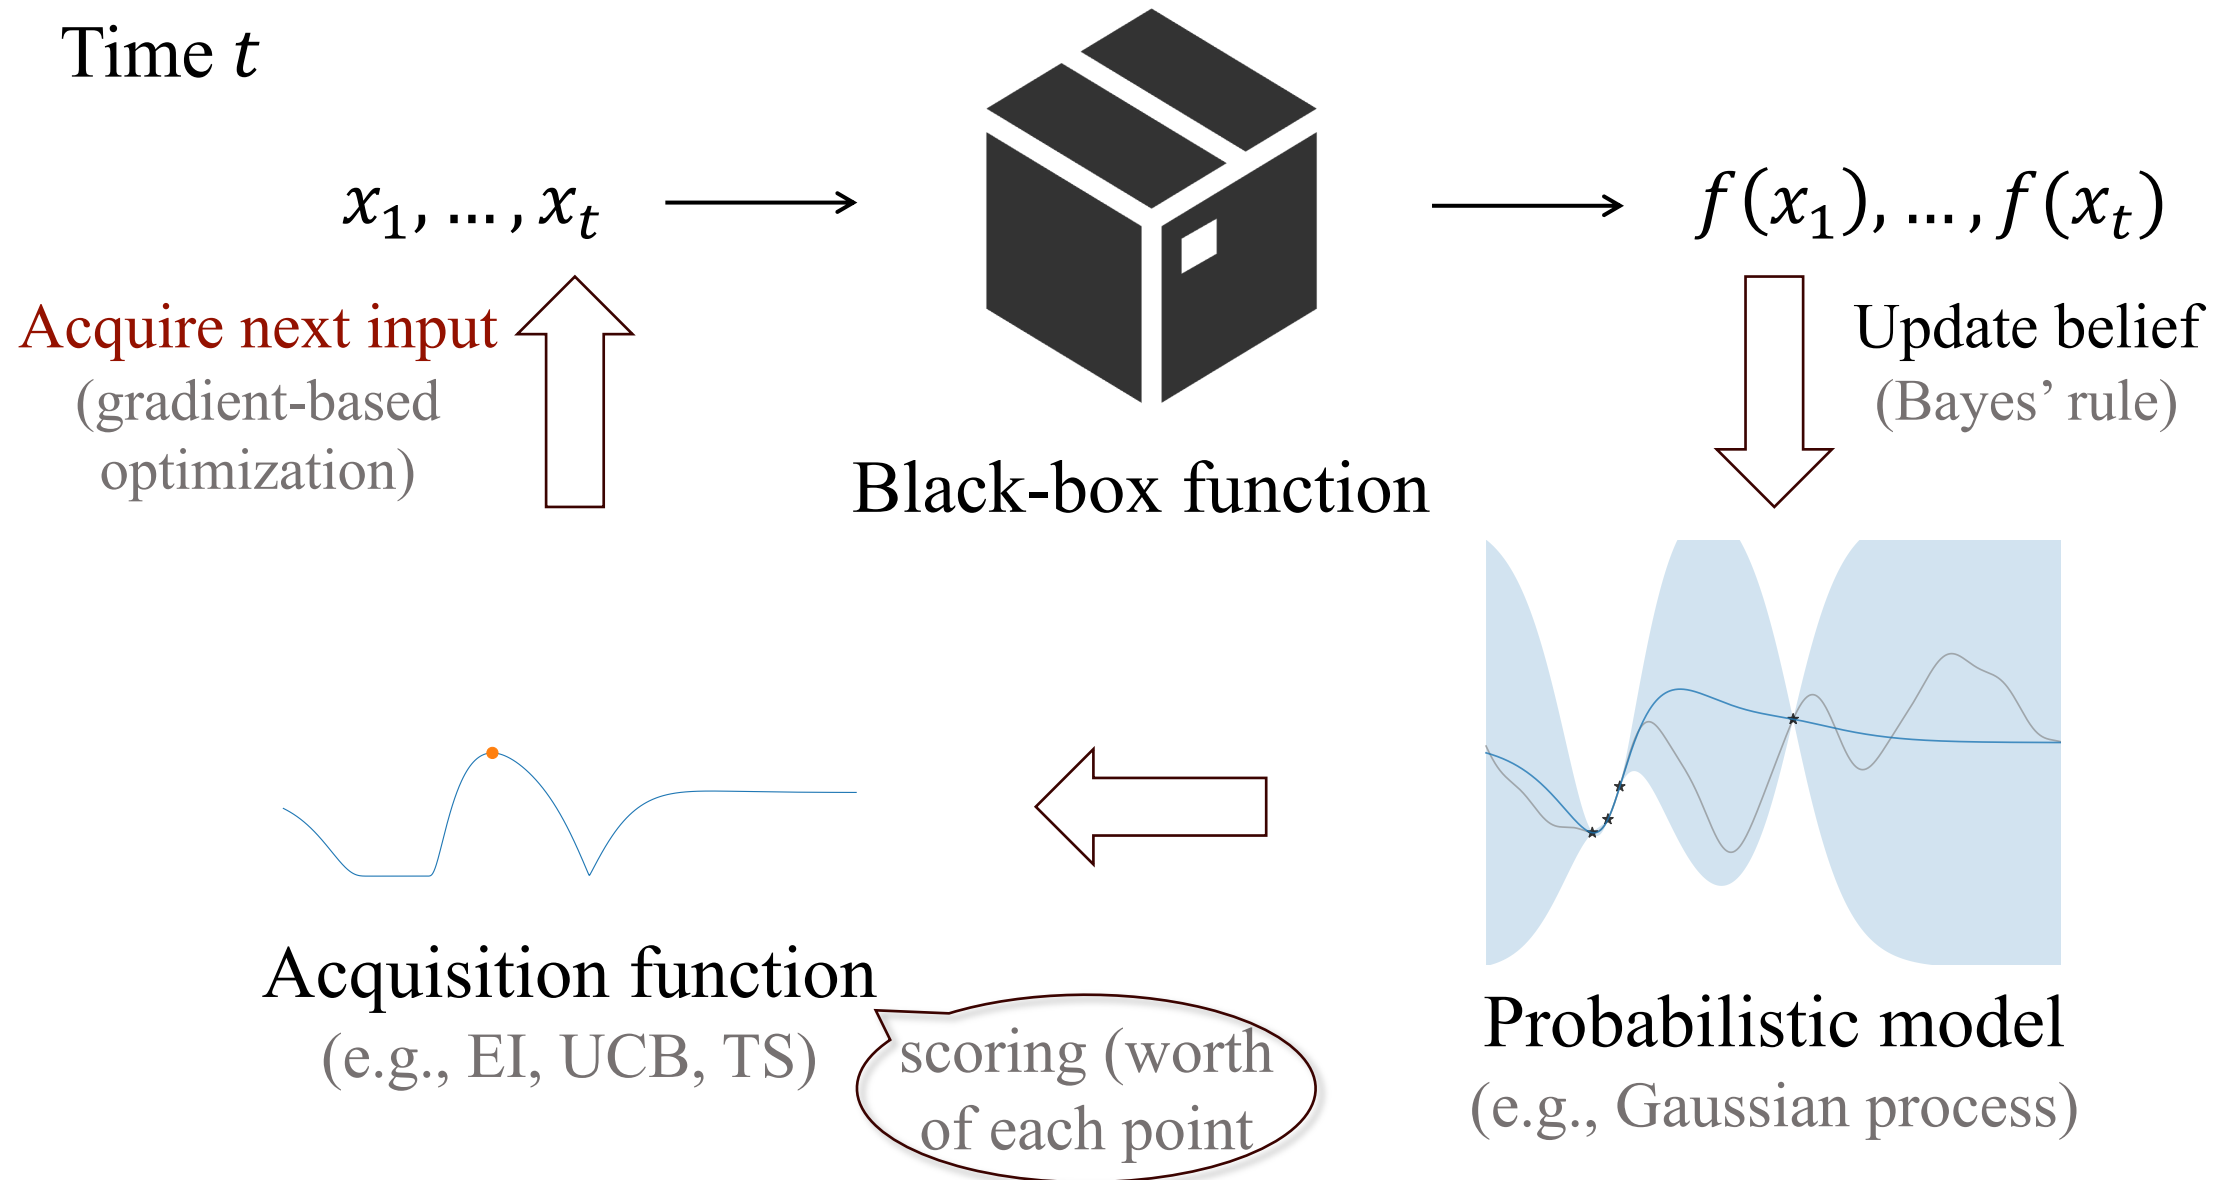 Time t
x₁, … , xₜ
f(x₁), … , f(xₜ)
Acquire next input
(gradient-based
optimization)
Update belief
(Bayes’ rule)
Black-box function
Acquisition function
(e.g., EI, UCB, TS)
scoring (worth
of each point
Probabilistic model
(e.g., Gaussian process)